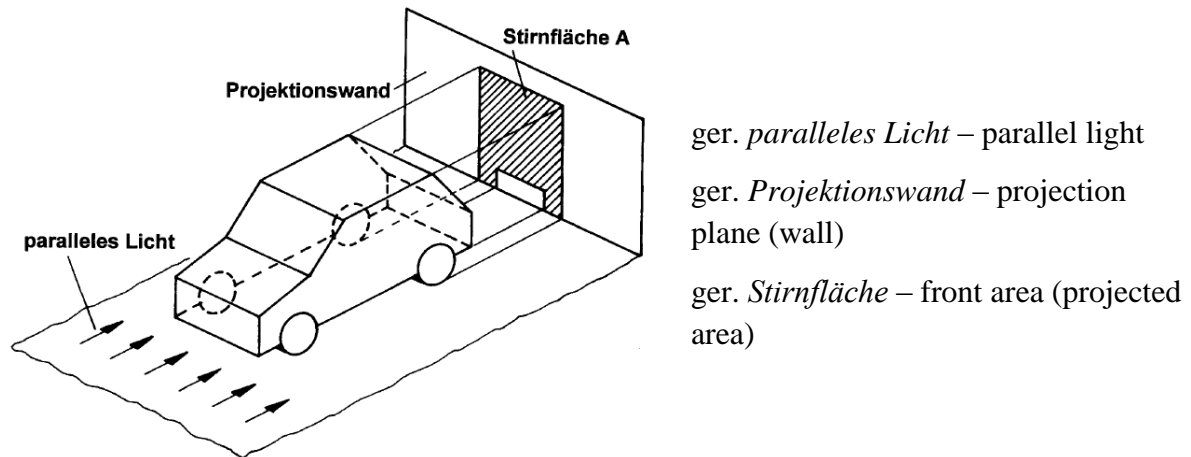 Stirnfläche A
Projektionswand
paralleles Licht
ger. paralleles Licht – parallel light
ger. Projektionswand – projection
plane (wall)
ger. Stirnfläche – front area (projected
area)